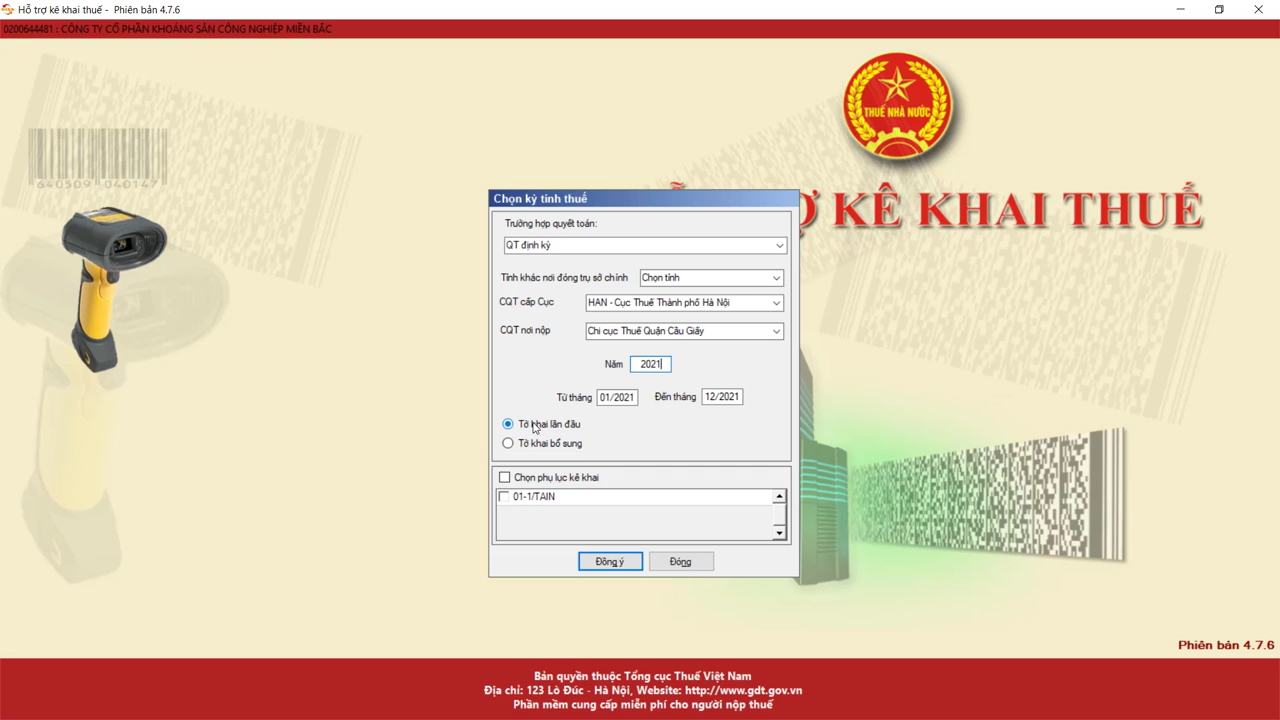 Hỗ trợ kê khai thuế - Phiên bản 4.7.6
0200644481 : CÔNG TY CỔ PHẦN KHOÁNG SẢN CÔNG NGHIỆP MIỀN BẮC
THUẾ NHÀ NƯỚC
640509 040147
KÊ KHAI THUẾ
Chọn kỳ tính thuế
Trường hợp quyết toán:
QT định kỳ
Tỉnh khác nơi đóng trụ sở chính Chọn tỉnh
CQT cấp Cục HAN - Cục Thuế Thành phố Hà Nội
CQT nơi nộp Chi cục Thuế Quận Cầu Giấy
Năm 2021
Từ tháng 01/2021 Đến tháng 12/2021
Tờ khai lần đầu
Tờ khai bổ sung
Chọn phụ lục kê khai
01-1/TAIN
Đồng ý Đóng
Phiên bản 4.7.6
Bản quyền thuộc Tổng cục Thuế Việt Nam
Địa chỉ: 123 Lò Đúc - Hà Nội, Website: http://www.gdt.gov.vn
Phần mềm cung cấp miễn phí cho người nộp thuế